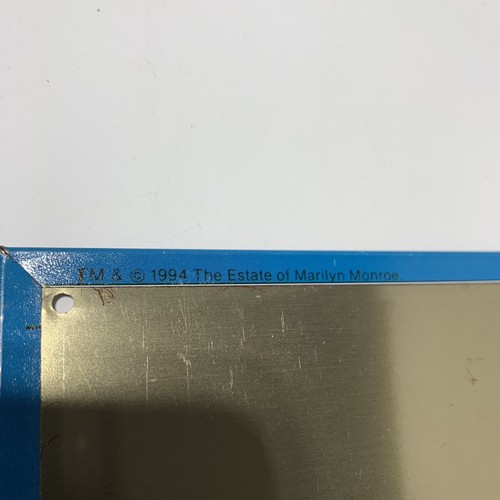 TM & © 1994 The Estate of Marilyn Monroe.